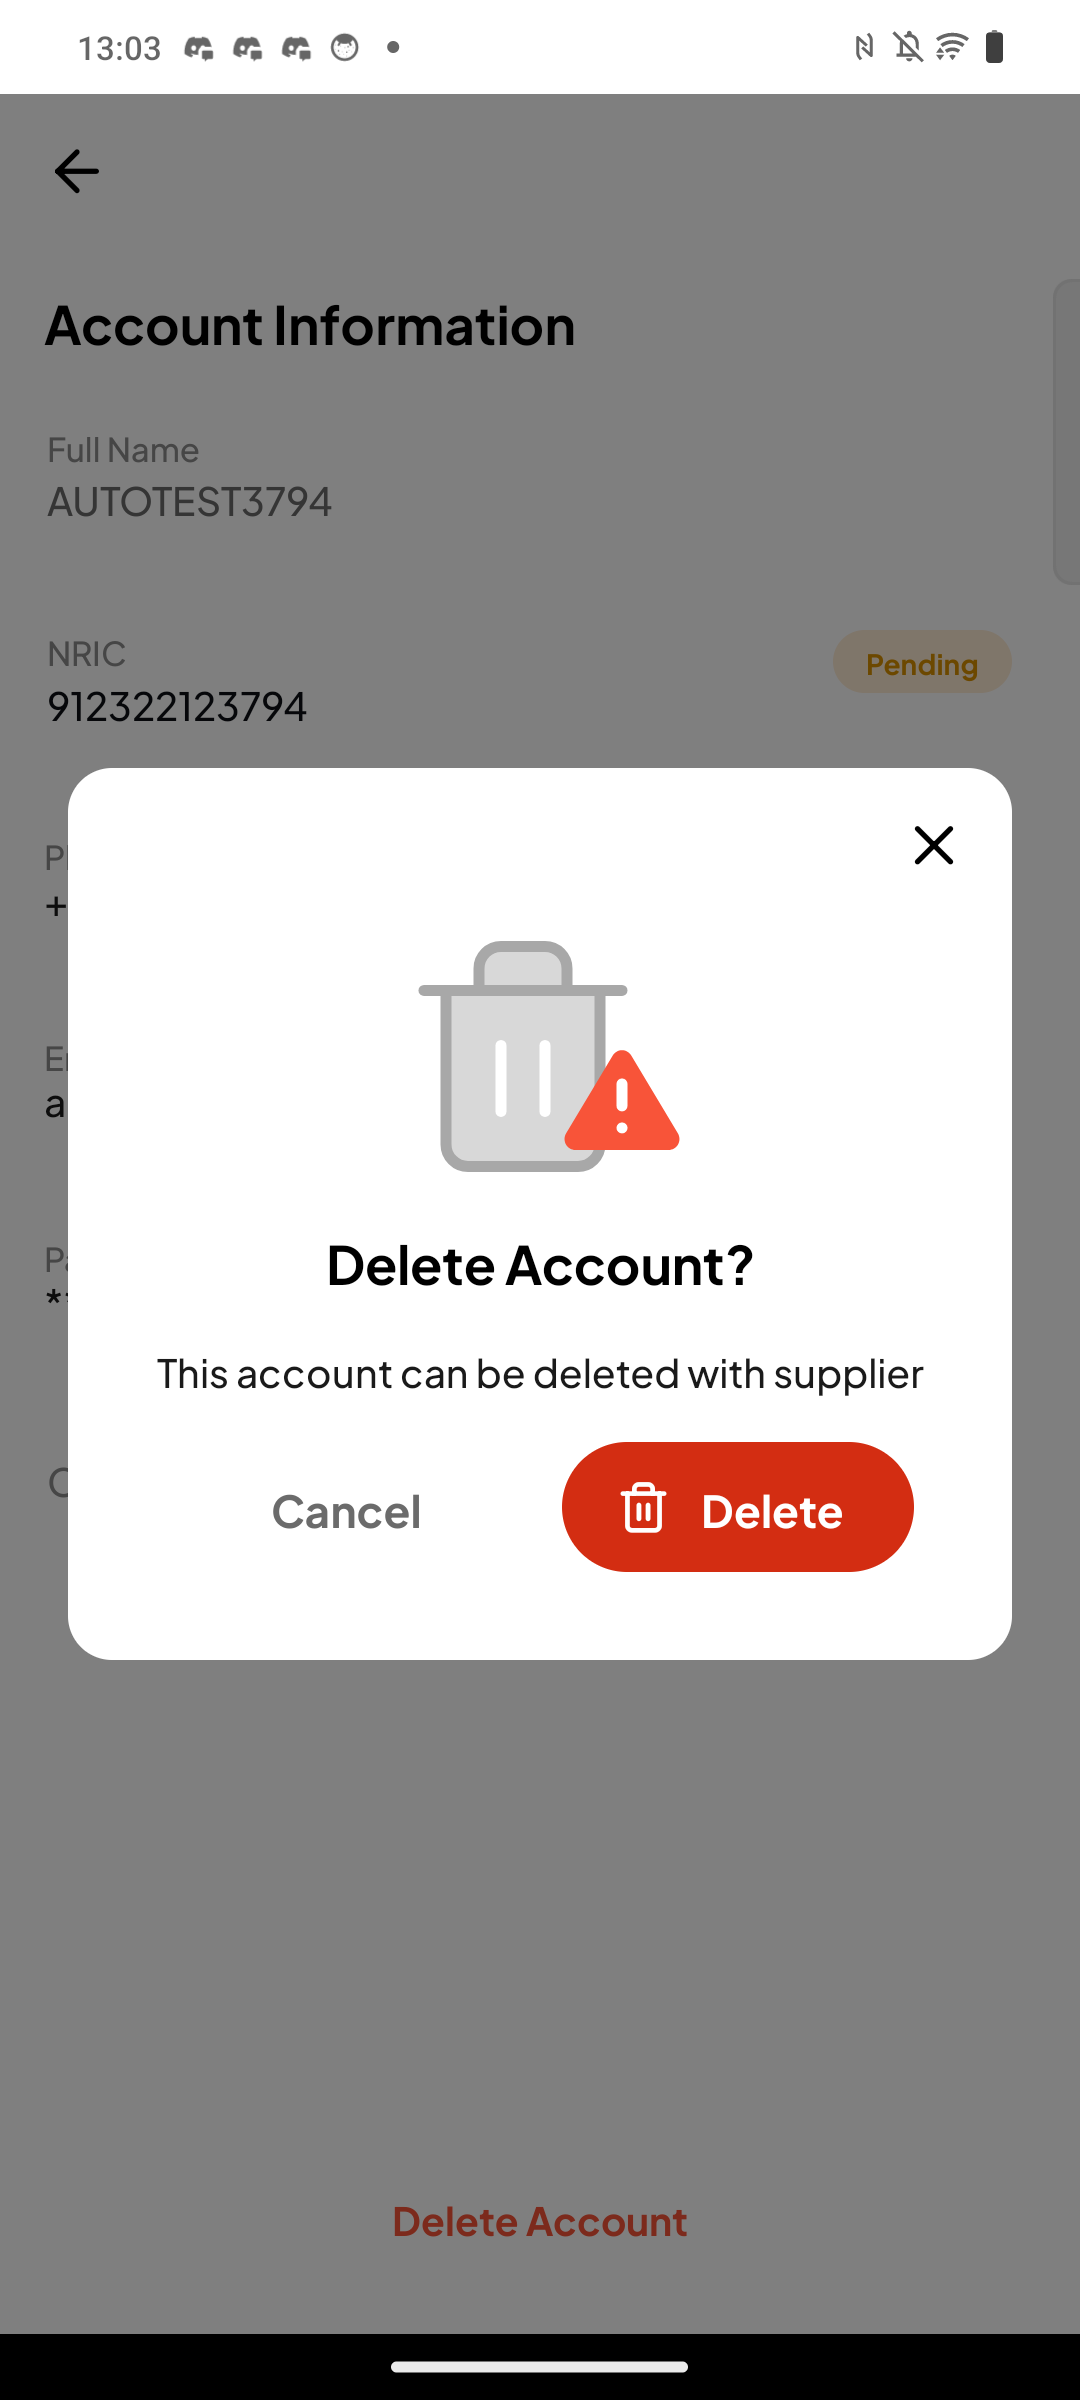 13:03
Account Information
Full Name
AUTOTEST3794
NRIC
Pending
912322123794
+
a
Delete Account?
This account can be deleted with supplier
Cancel
Delete
Delete Account